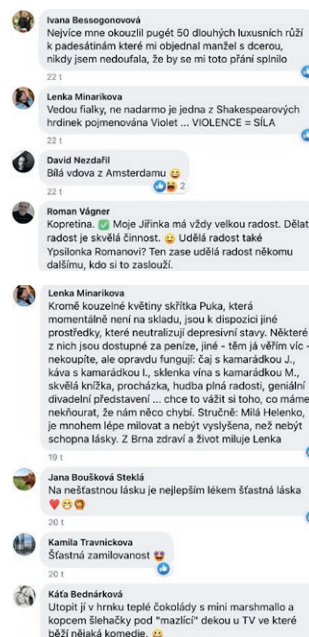 Ivana Bessogonovová
Nejvíce mne okouzlil pugét 50 dlouhých luxusních růží
k padesátinám které mi objednal manžel s dcerou,
nikdy jsem nedoufala, že by se mi toto přání splnilo
22 t
Lenka Minarikova
Vedou fialky, ne nadarmo je jedna z Shakespearových
hrdinek pojmenována Violet ... VIOLENCE = SÍLA
22 t
David Nezdařil
Bílá vdova z Amsterdamu 😀
2
22 t
Roman Vágner
Kopretina. ✅ Moje Jiřinka má vždy velkou radost. Dělat
radost je skvělá činnost. 😀 Udělá radost také
Ypsilonka Romanovi? Ten zase udělá radost někomu
dalšímu, kdo si to zaslouží.
Lenka Minarikova
Kromě kouzelné květiny skřítka Puka, která
momentálně není na skladu, jsou k dispozici jiné
prostředky, které neutralizují depresivní stavy. Některé
z nich jsou dostupné za peníze, jiné - těm já věřím víc -
nekoupíte, ale opravdu fungují: čaj s kamarádkou J.,
káva s kamarádkou I., sklenka vína s kamarádkou M.,
skvělá knížka, procházka, hudba plná radosti, geniální
divadelní představení ... chce to vážit si toho, co máme
nekňourat, že nám něco chybí. Stručně: Milá Helenko,
je mnohem lépe milovat a nebýt vyslyšena, než nebýt
schopna lásky. Z Brna zdraví a život miluje Lenka
19 t
Jana Boušková Steklá
Na nešťastnou lásku je nejlepším lékem šťastná láska
❤️😁🦁
20 t
Kamila Travnickova
Šťastná zamilovanost 🤩
20 t
Káťa Bednárková
Utopit jí v hrnku teplé čokolády s mini marshmallo a
kopcem šlehačky pod "mazlící" dekou u TV ve které
běží nějaká komedie. 😀